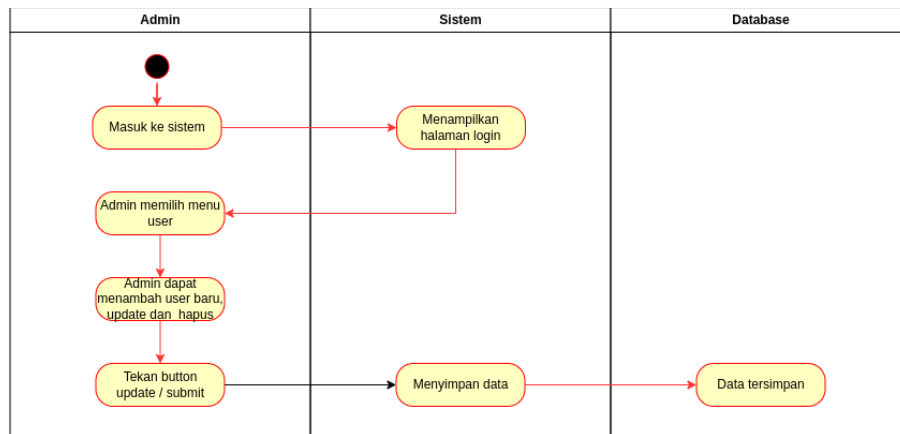 Admin
Sistem
Database
Masuk ke sistem
Menampilkan
halaman login
Admin memilih menu
user
Admin dapat
menambah user baru,
update dan hapus
Tekan button
update / submit
Menyimpan data
Data tersimpan